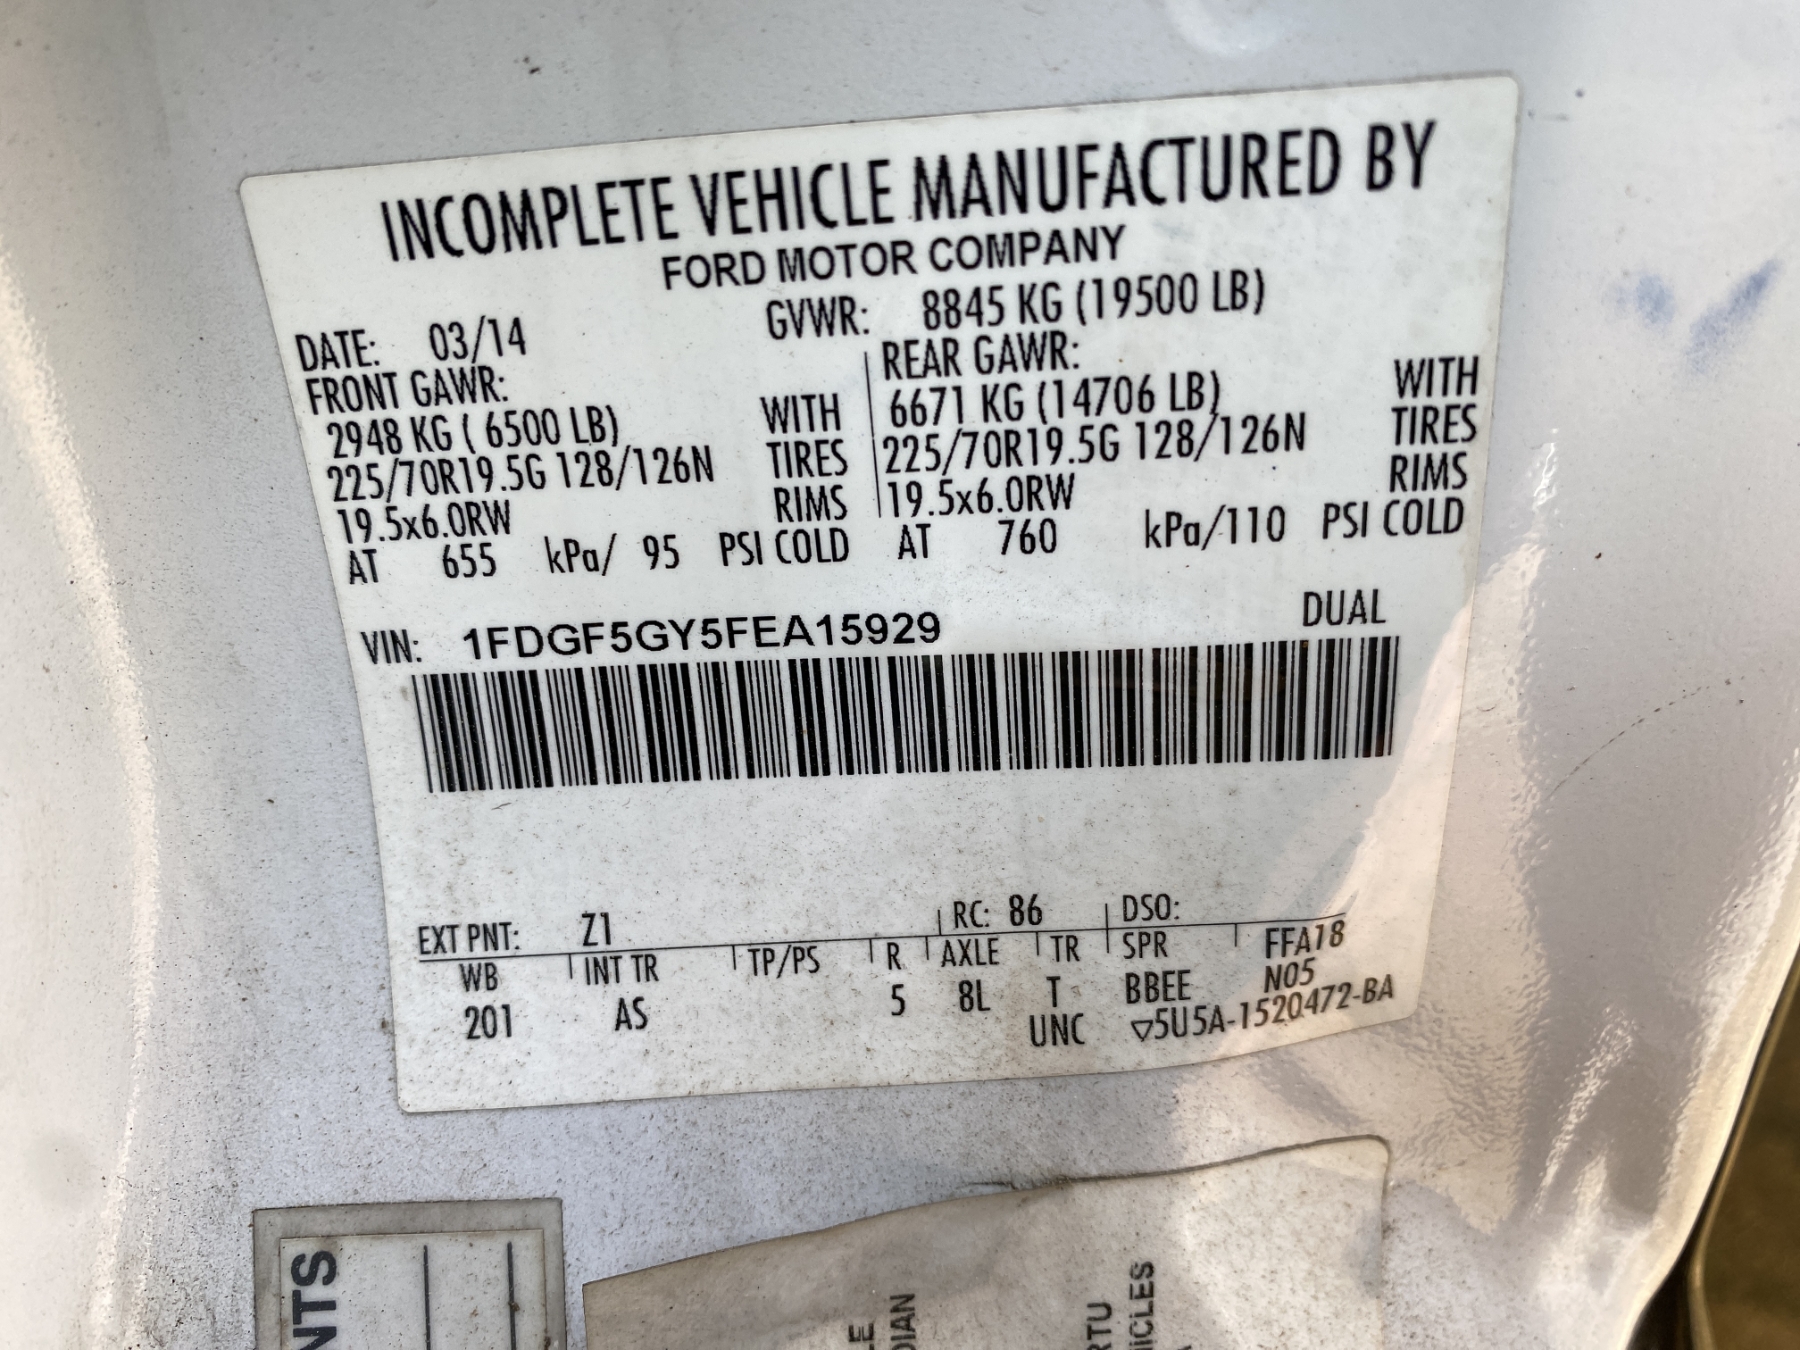 INCOMPLETE VEHICLE MANUFACTURED BY
FORD MOTOR COMPANY
DATE: 03/14 GVWR: 8845 KG (19500 LB)
FRONT GAWR: REAR GAWR:
2948 KG ( 6500 LB) WITH 6671 KG (14706 LB) WITH
225/70R19.5G 128/126N TIRES 225/70R19.5G 128/126N TIRES
19.5x6.0RW RIMS 19.5x6.0RW RIMS
AT 655 kPa/ 95 PSI COLD AT 760 kPa/110 PSI COLD
VIN: 1FDGF5GY5FEA15929 DUAL
EXT PNT: Z1 RC: 86 DSO:
WB INT TR TP/PS R AXLE TR SPR FFA18
201 AS 5 8L T BBEE N05
UNC ▽5U5A-1520472-BA
NTS